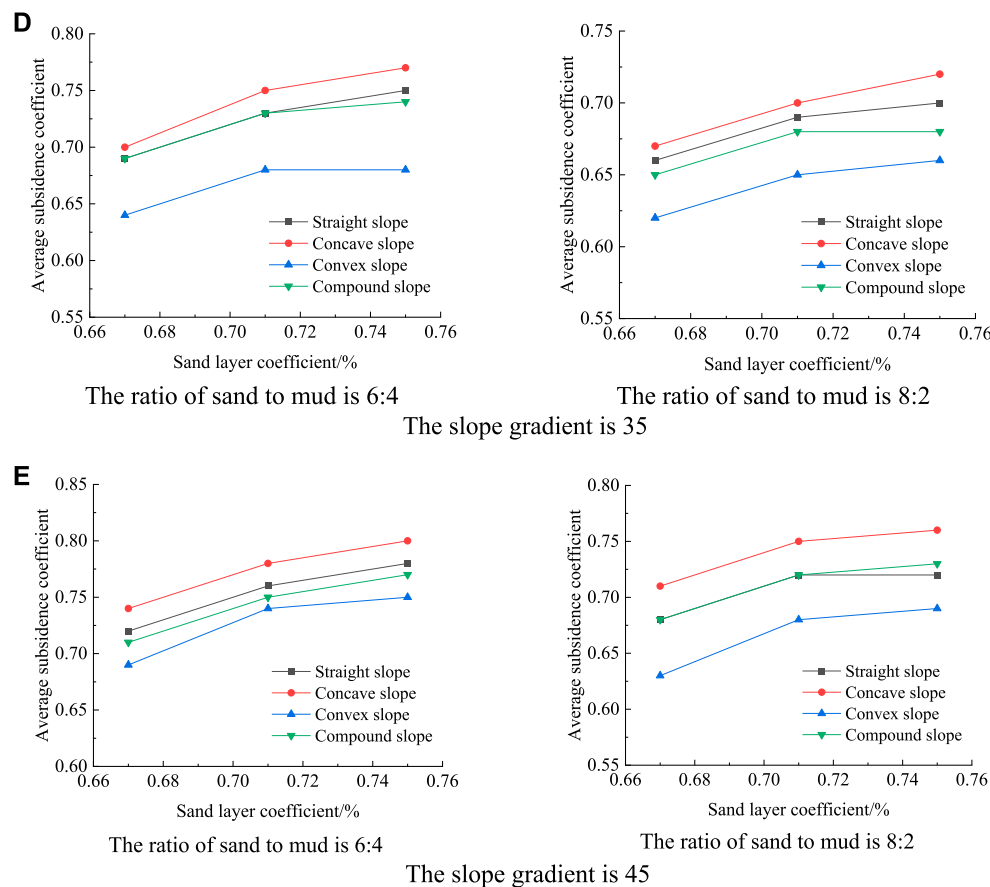 D
0.80
0.75
0.70
0.65
0.60
0.55
Average subsidence coefficient
Straight slope
Concave slope
Convex slope
Compound slope
0.66 0.68 0.70 0.72 0.74 0.76
Sand layer coefficient/%
The ratio of sand to mud is 6:4
0.75
0.70
0.65
0.60
0.55
Average subsidence coefficient
Straight slope
Concave slope
Convex slope
Compound slope
0.66 0.68 0.70 0.72 0.74 0.76
Sand layer coefficient/%
The ratio of sand to mud is 8:2
The slope gradient is 35
E
0.85
0.80
0.75
0.70
0.65
0.60
Average subsidence coefficient
Straight slope
Concave slope
Convex slope
Compound slope
0.66 0.68 0.70 0.72 0.74 0.76
Sand layer coefficient/%
The ratio of sand to mud is 6:4
0.80
0.75
0.70
0.65
0.60
0.55
Average subsidence coefficient
Straight slope
Concave slope
Convex slope
Compound slope
0.66 0.68 0.70 0.72 0.74 0.76
Sand layer coefficient/%
The ratio of sand to mud is 8:2
The slope gradient is 45